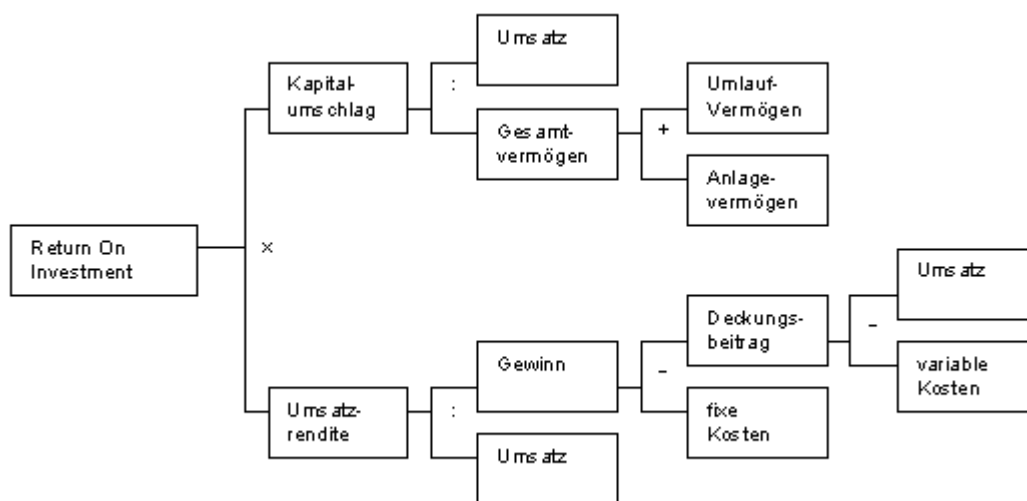 Umsatz
Kapital-
umschlag
:
Umlauf-
Vermögen
Gesamt-
vermögen
+
Anlage-
vermögen
Return On
Investment
×
Umsatz
Deckungs-
beitrag
-
Gewinn
-
variable
Kosten
Umsatz-
rendite
:
fixe
Kosten
Umsatz